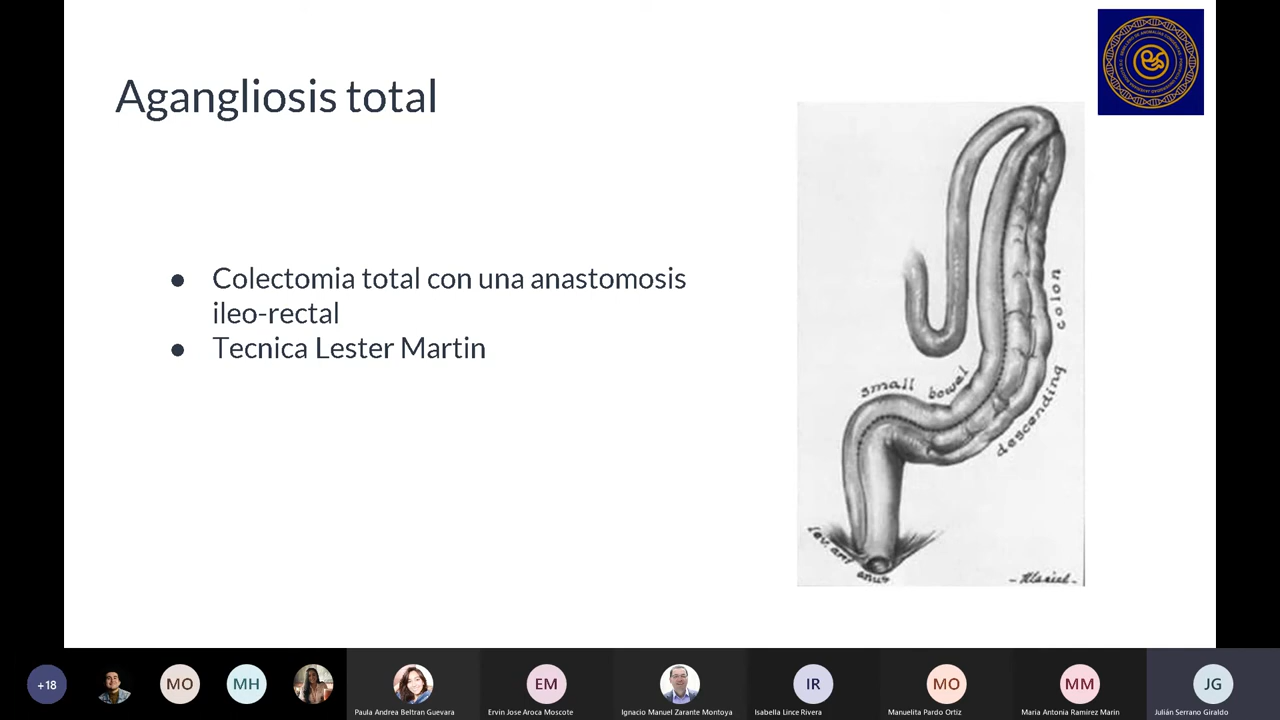 Agangliosis total
● Colectomia total con una anastomosis
ileo-rectal
● Tecnica Lester Martin
small bowel
descending colon
lev. ani
anus
+18
MO
MH
EM
IR
MO
MM
JG
Paula Andrea Beltran Guevara
Ervin Jose Aroca Moscote
Ignacio Manuel Zarante Montoya
Isabella Lince Rivera
Manuelita Pardo Ortiz
Maria Antonia Ramirez Marin
Julián Serrano Giraldo